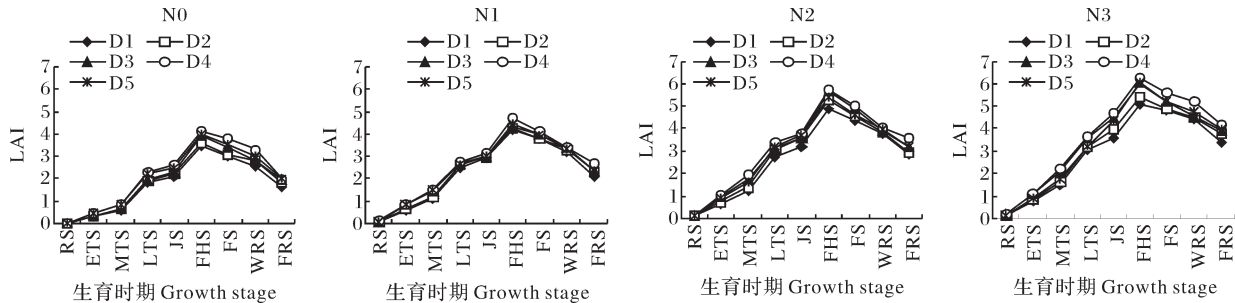 N0
D1 D2
D3 D4
D5
LAI
7
6
5
4
3
2
1
0
RS
ETS
MTS
LTS
JS
FHS
FS
WRS
FRS
生育时期 Growth stage
N1
D1 D2
D3 D4
D5
LAI
7
6
5
4
3
2
1
0
RS
ETS
MTS
LTS
JS
FHS
FS
WRS
FRS
生育时期 Growth stage
N2
D1 D2
D3 D4
D5
LAI
7
6
5
4
3
2
1
0
RS
ETS
MTS
LTS
JS
FHS
FS
WRS
FRS
生育时期 Growth stage
N3
D1 D2
D3 D4
D5
LAI
7
6
5
4
3
2
1
0
RS
ETS
MTS
LTS
JS
FHS
FS
WRS
FRS
生育时期 Growth stage